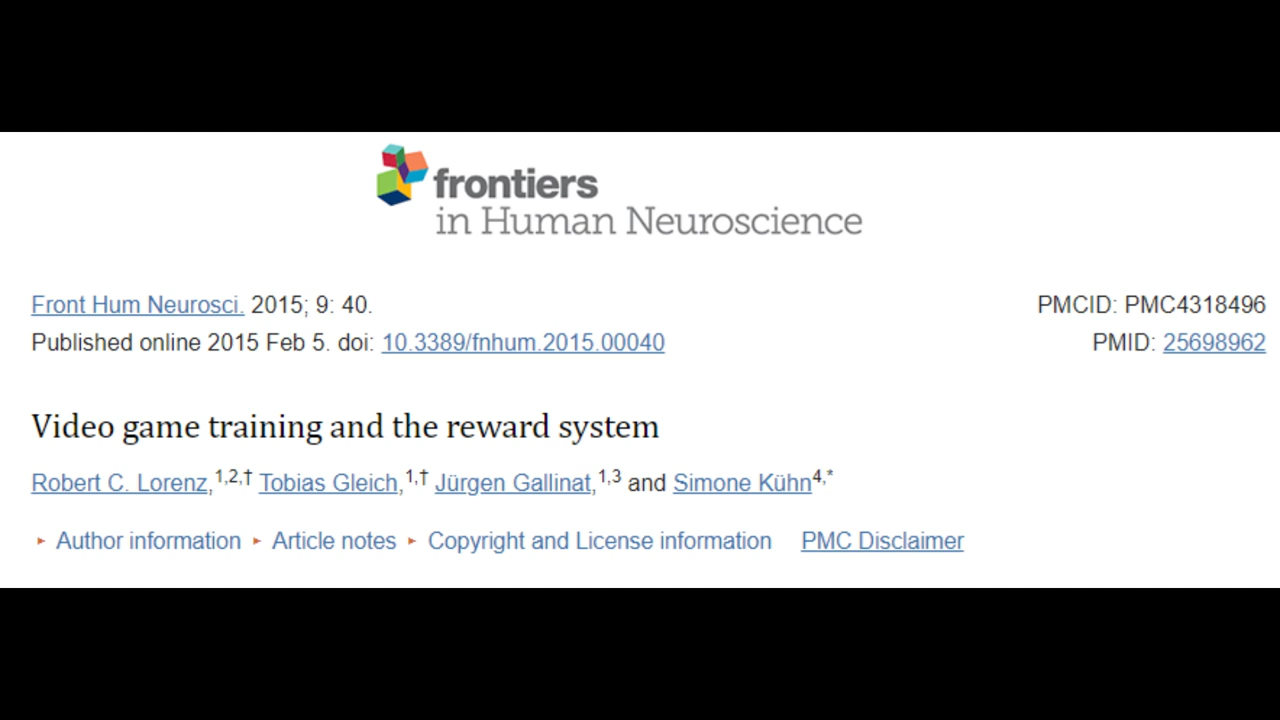 frontiers
in Human Neuroscience
Front Hum Neurosci. 2015; 9: 40.
PMCID: PMC4318496
Published online 2015 Feb 5. doi: 10.3389/fnhum.2015.00040
PMID: 25698962
Video game training and the reward system
Robert C. Lorenz,1,2,† Tobias Gleich,1,† Jürgen Gallinat,1,3 and Simone Kühn4,*
▸ Author information ▸ Article notes ▸ Copyright and License information PMC Disclaimer